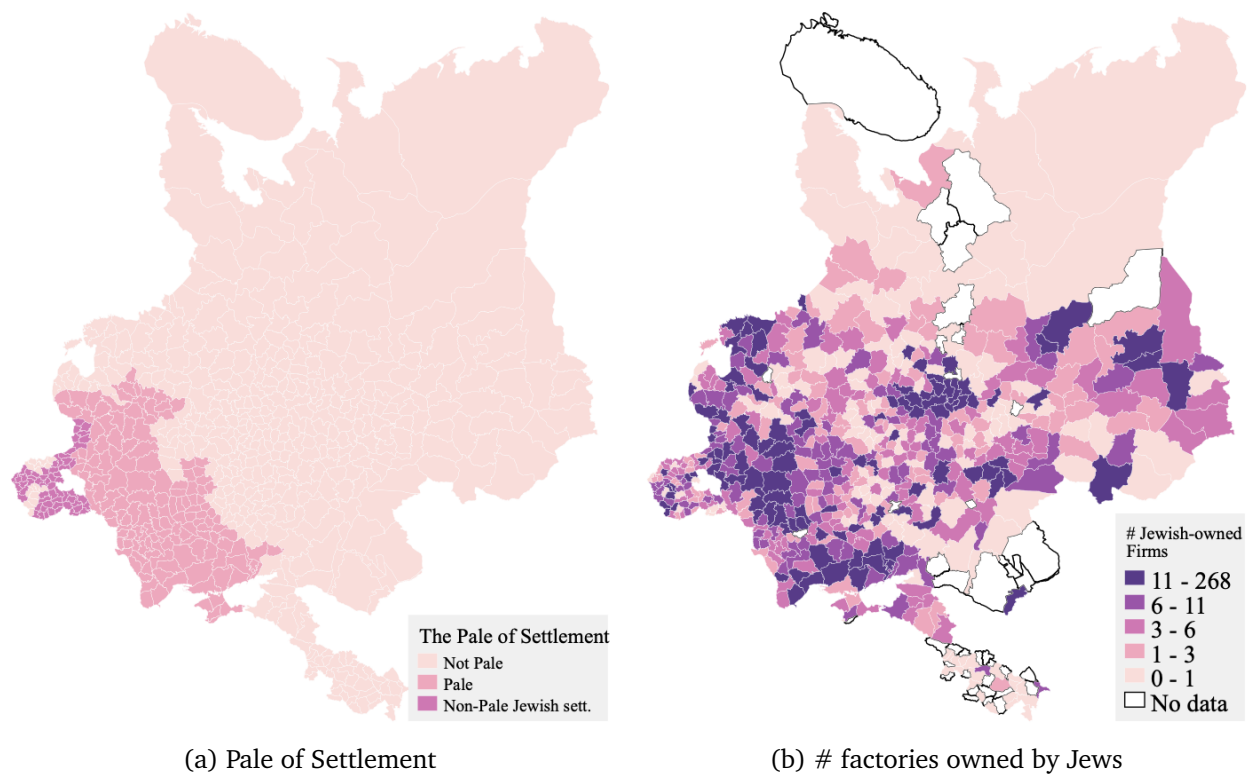 The Pale of Settlement
Not Pale
Pale
Non-Pale Jewish sett.
# Jewish-owned
Firms
11 - 268
6 - 11
3 - 6
1 - 3
0 - 1
No data
(a) Pale of Settlement
(b) # factories owned by Jews